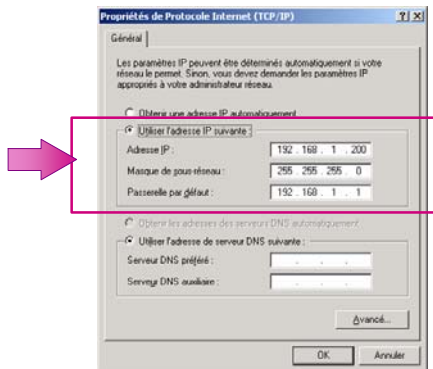 Propriétés de Protocole Internet (TCP/IP)
Général
Les paramètres IP peuvent être déterminés automatiquement si votre
réseau le permet. Sinon, vous devez demander les paramètres IP
appropriés à votre administrateur réseau.
Obtenir une adresse IP automatiquement
Utiliser l'adresse IP suivante :
Adresse IP : 192 . 168 . 1 . 200
Masque de sous-réseau : 255 . 255 . 255 . 0
Passerelle par défaut : 192 . 168 . 1 . 1
Obtenir les adresses des serveurs DNS automatiquement
Utiliser l'adresse de serveur DNS suivante :
Serveur DNS préféré : . . .
Serveur DNS auxiliaire : . . .
Avancé...
OK Annuler